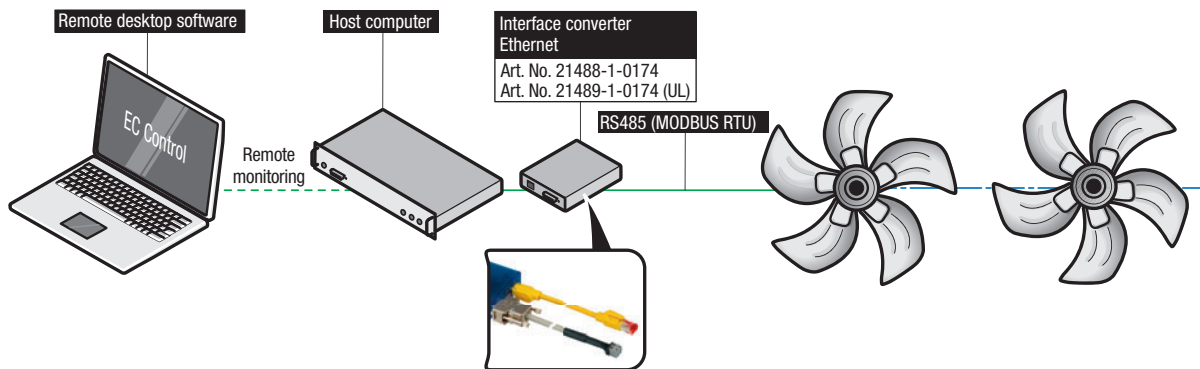 Remote desktop software
Host computer
Interface converter
Ethernet
Art. No. 21488-1-0174
Art. No. 21489-1-0174 (UL)
RS485 (MODBUS RTU)
EC Control
Remote
monitoring